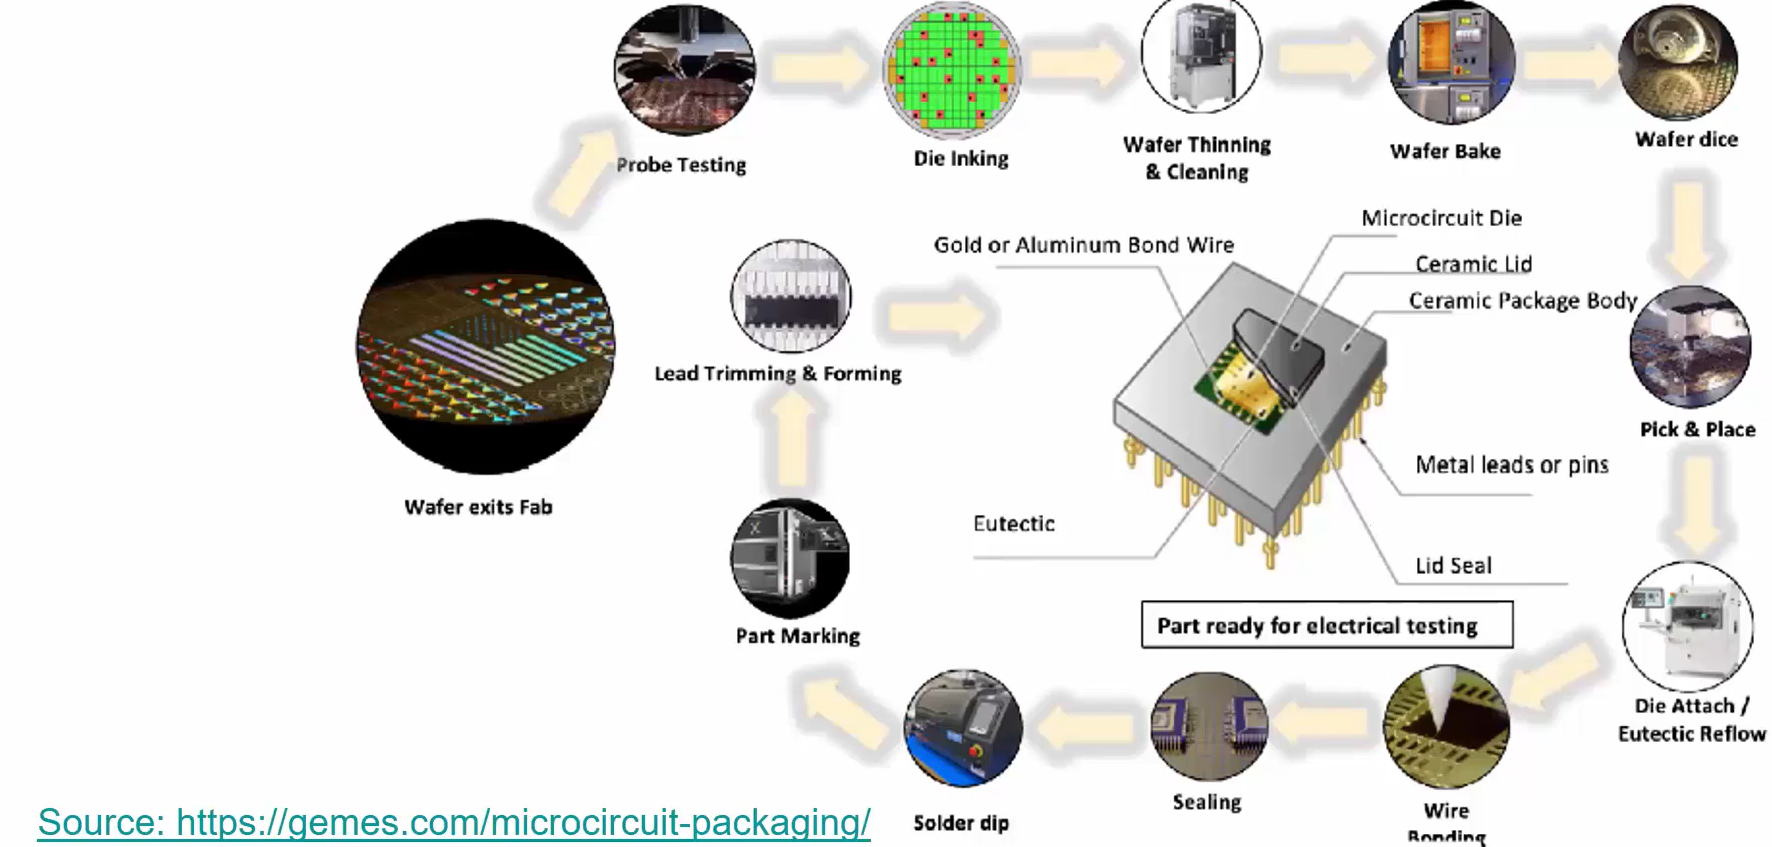 Probe Testing
Die Inking
Wafer Thinning
& Cleaning
Wafer Bake
Wafer dice
Microcircuit Die
Gold or Aluminum Bond Wire
Ceramic Lid
Ceramic Package Body
Lead Trimming & Forming
Pick & Place
Metal leads or pins
Wafer exits Fab
Eutectic
Lid Seal
Part Marking
Part ready for electrical testing
Die Attach /
Eutectic Reflow
Sealing
Wire
Bonding
Solder dip
Source: https://gemes.com/microcircuit-packaging/